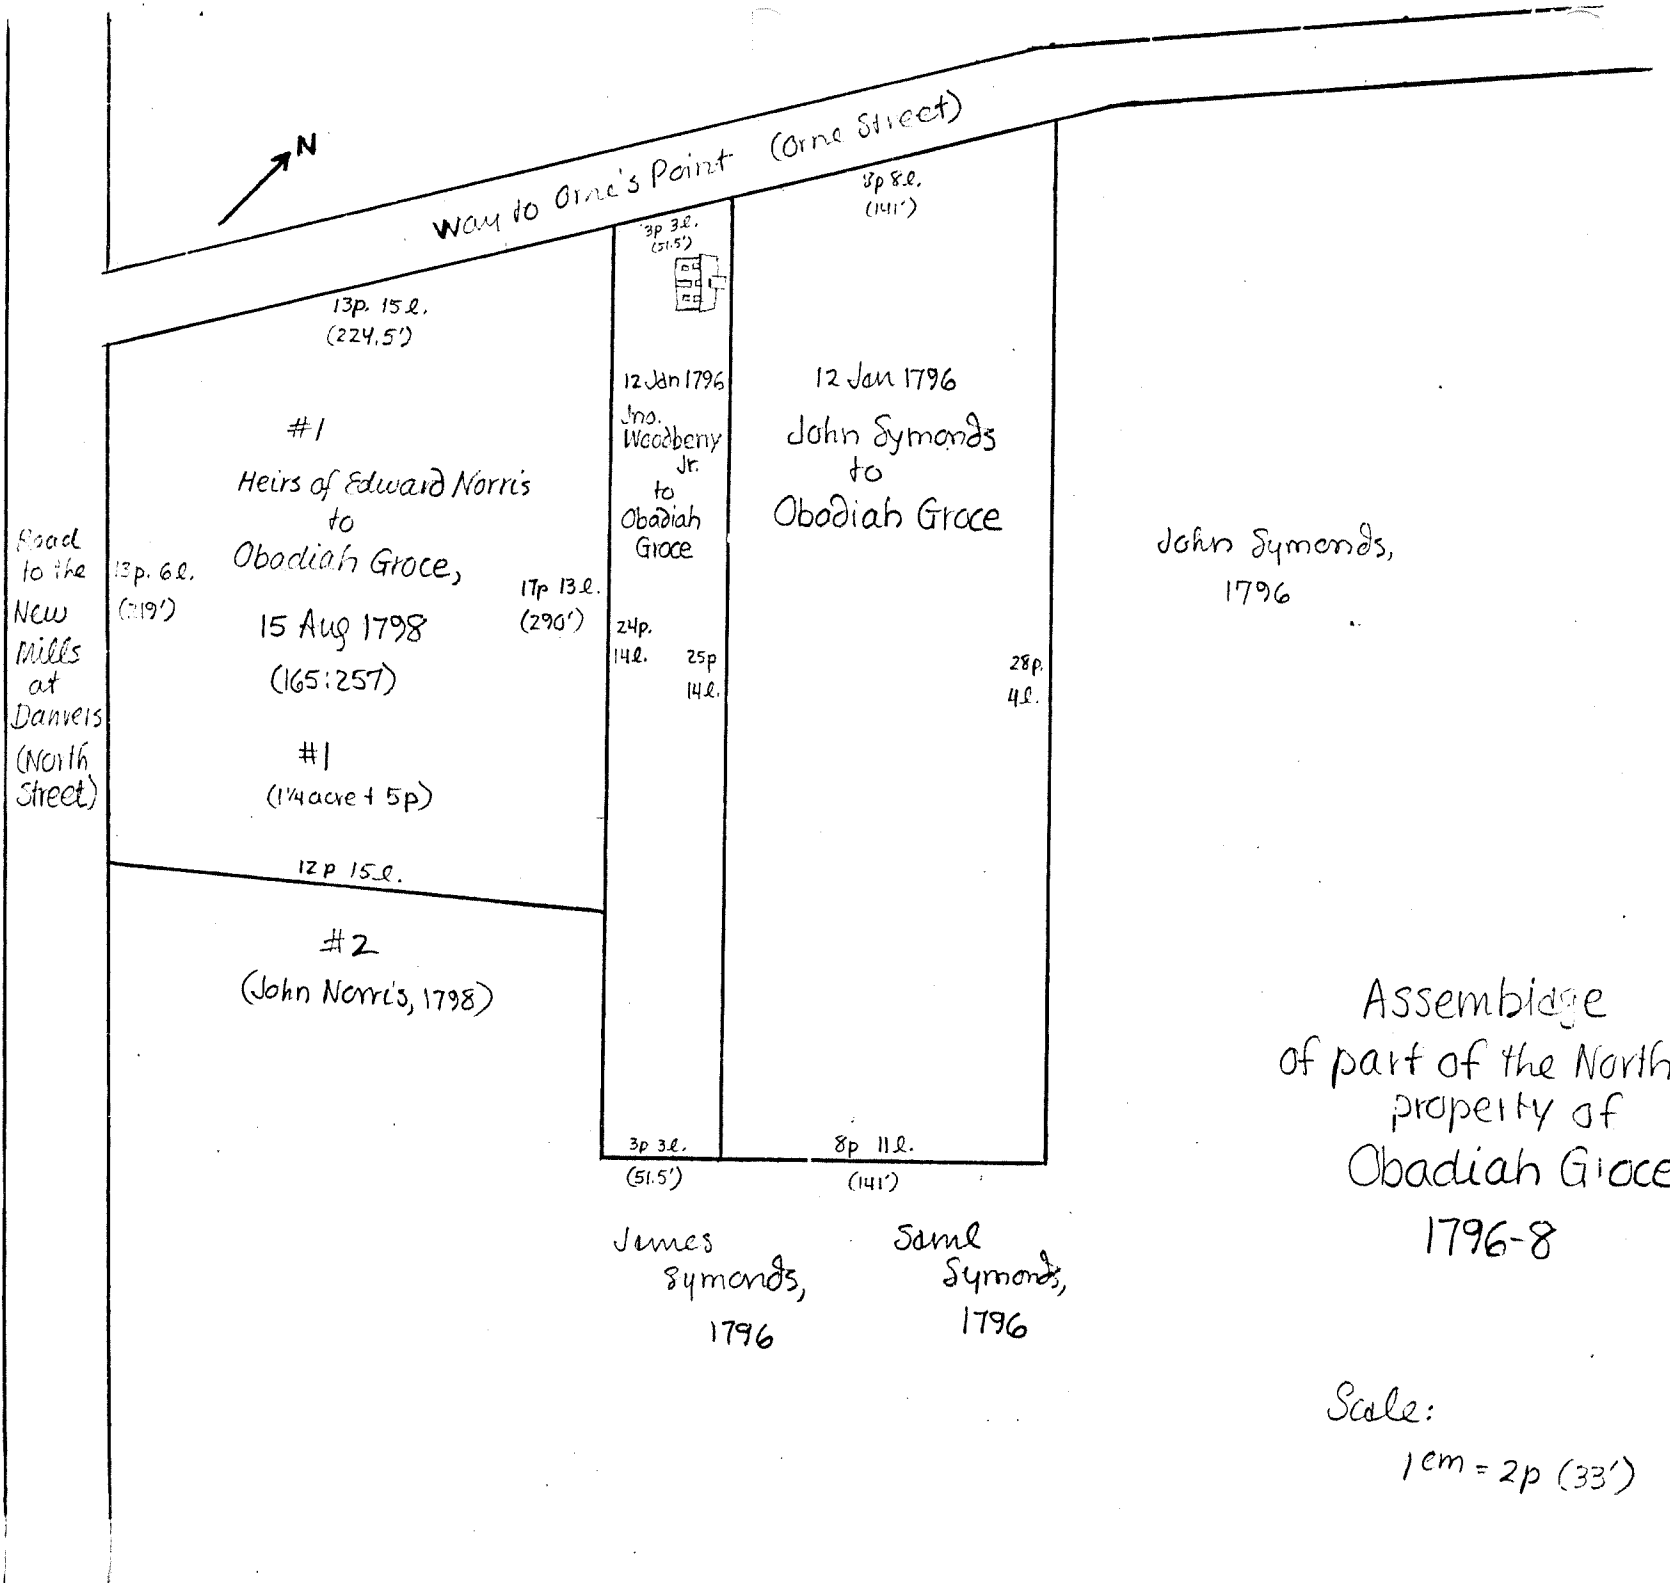 N
Way to Orne's Point (Orne Street)
3p 3l.
(51.5')
8p 8l.
(141')
13p. 15l.
(224.5')
#1
Heirs of Edward Norris
to
Obadiah Groce,
15 Aug 1798
(165:257)
#1
(1¼ acre + 5p)
13p. 6l.
(219')
17p 13l.
(290')
12p 15l.
#2
(John Norris, 1798)
Road
to the
New
Mills
at
Danvers
(North
Street)
12 Jan 1796
Jno.
Woodbery
Jr.
to
Obadiah
Groce
24p.
14l.
25p
14l.
12 Jan 1796
John Symonds
to
Obadiah Groce
28p.
4l.
3p 3l.
(51.5')
8p 11l.
(141')
James
Symonds,
1796
Saml
Symonds,
1796
John Symonds,
1796
Assemblage
of part of the North
property of
Obadiah Groce
1796-8
Scale:
1cm = 2p (33')